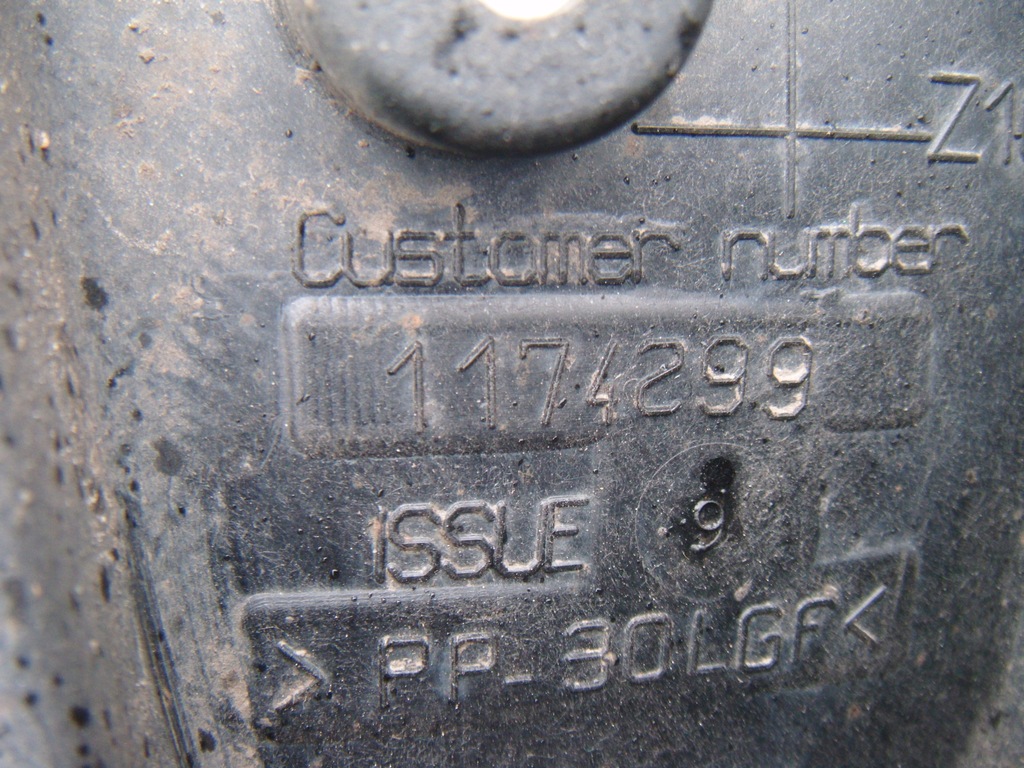 Customer number
1174299
ISSUE 9
>PP-30LGF<